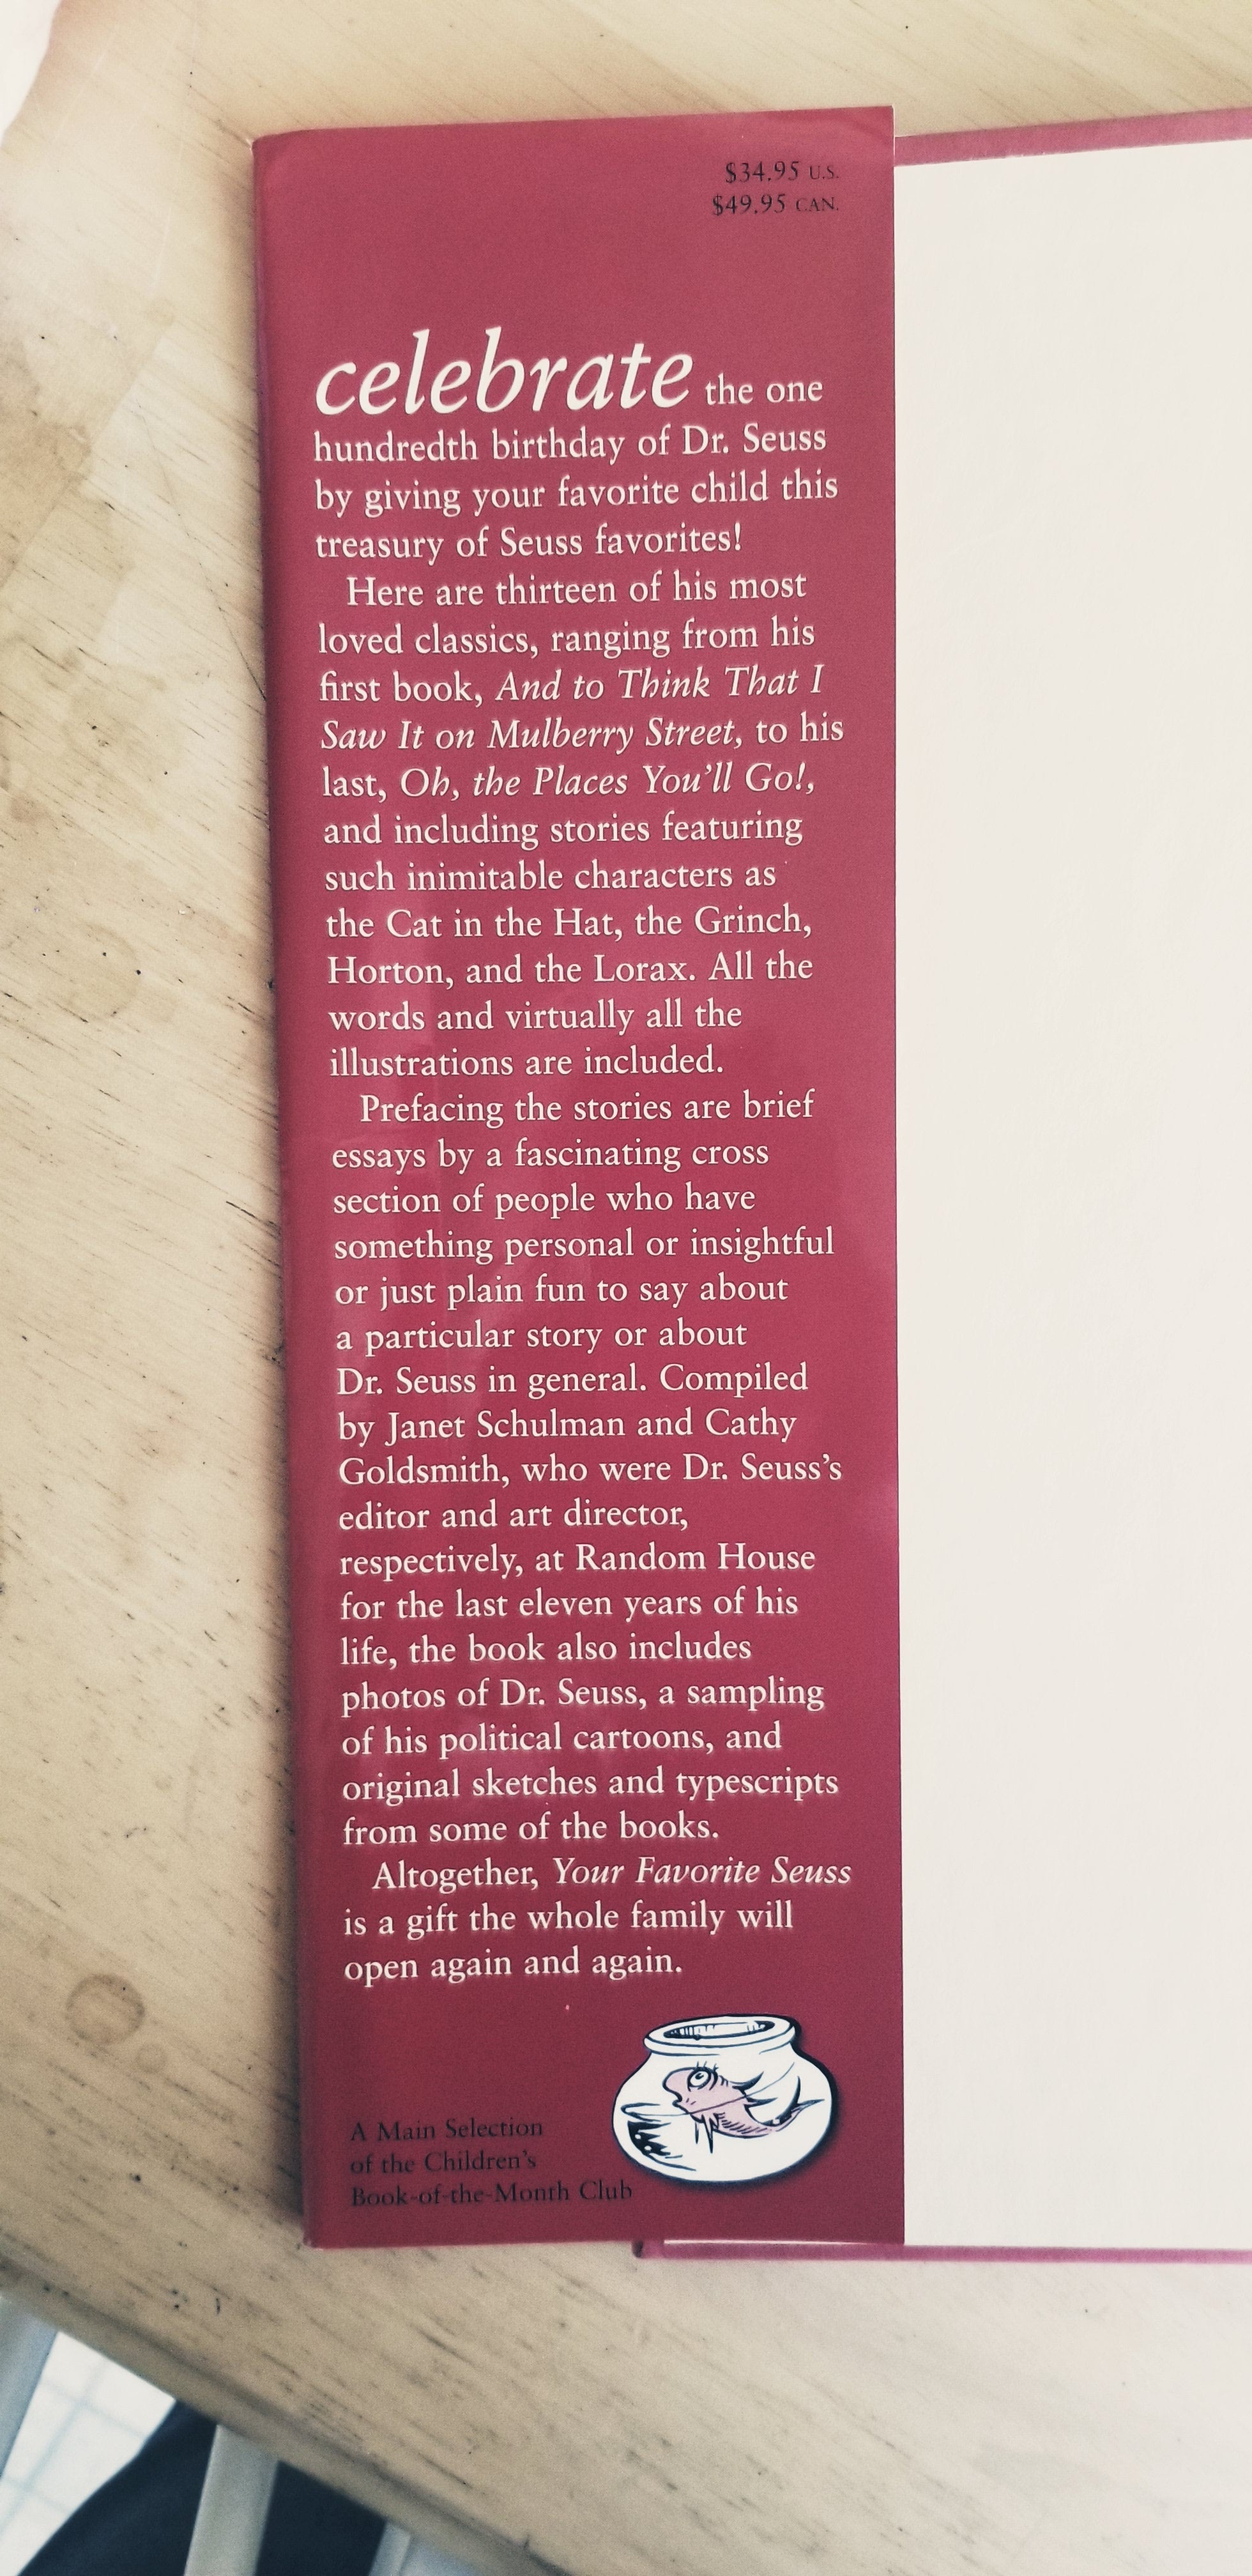 $34.95 U.S.
$49.95 CAN.
celebrate the one
hundredth birthday of Dr. Seuss
by giving your favorite child this
treasury of Seuss favorites!
Here are thirteen of his most
loved classics, ranging from his
first book, And to Think That I
Saw It on Mulberry Street, to his
last, Oh, the Places You'll Go!,
and including stories featuring
such inimitable characters as
the Cat in the Hat, the Grinch,
Horton, and the Lorax. All the
words and virtually all the
illustrations are included.
Prefacing the stories are brief
essays by a fascinating cross
section of people who have
something personal or insightful
or just plain fun to say about
a particular story or about
Dr. Seuss in general. Compiled
by Janet Schulman and Cathy
Goldsmith, who were Dr. Seuss's
editor and art director,
respectively, at Random House
for the last eleven years of his
life, the book also includes
photos of Dr. Seuss, a sampling
of his political cartoons, and
original sketches and typescripts
from some of the books.
Altogether, Your Favorite Seuss
is a gift the whole family will
open again and again.
A Main Selection
of the Children's
Book-of-the-Month Club